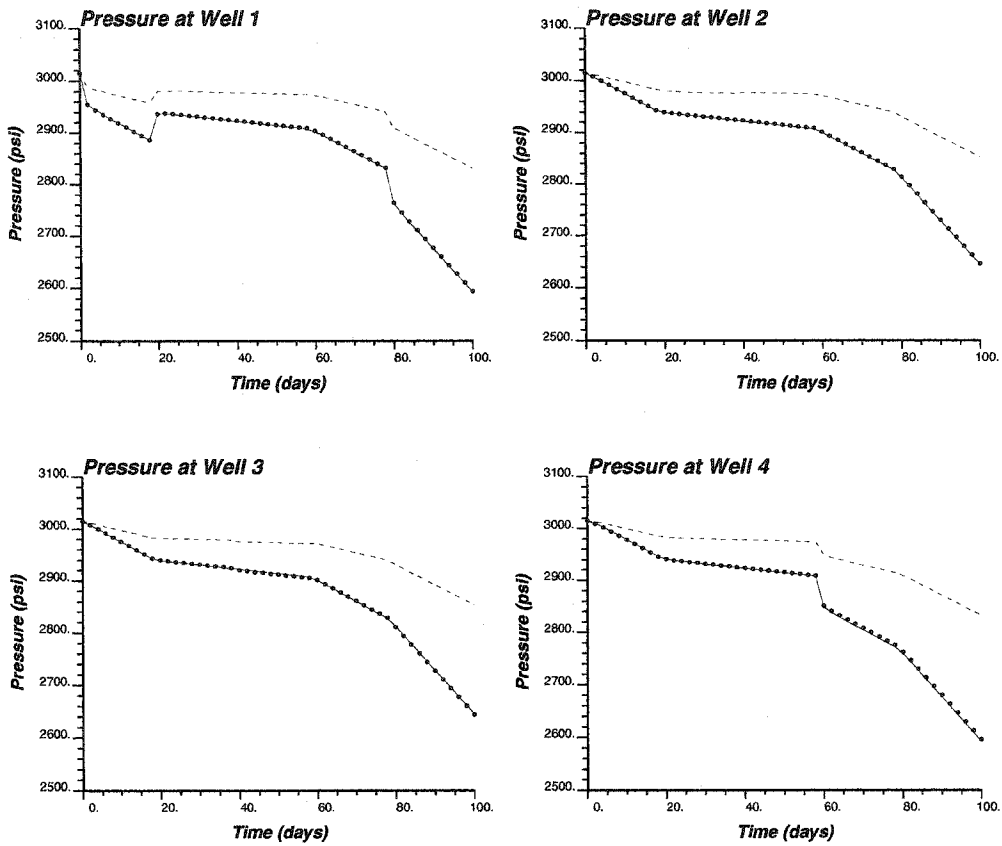 Pressure at Well 1
Pressure (psi)
3100.
3000.
2900.
2800.
2700.
2600.
2500.
0. 20. 40. 60. 80. 100.
Time (days)
Pressure at Well 2
Pressure (psi)
3100.
3000.
2900.
2800.
2700.
2600.
2500.
0. 20. 40. 60. 80. 100.
Time (days)
Pressure at Well 3
Pressure (psi)
3100.
3000.
2900.
2800.
2700.
2600.
2500.
0. 20. 40. 60. 80. 100.
Time (days)
Pressure at Well 4
Pressure (psi)
3100.
3000.
2900.
2800.
2700.
2600.
2500.
0. 20. 40. 60. 80. 100.
Time (days)